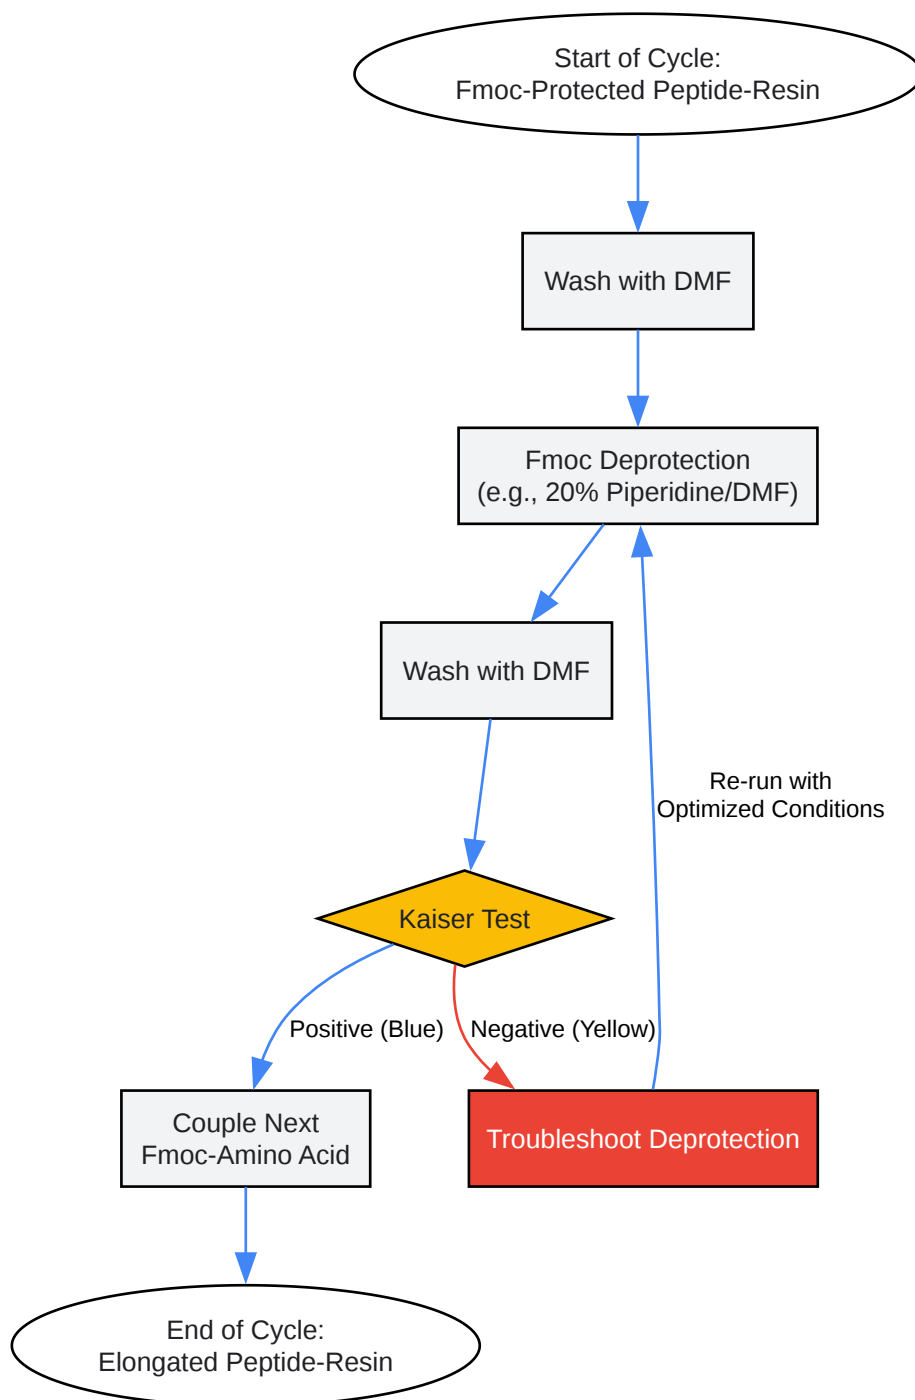 Start of Cycle:
Fmoc-Protected Peptide-Resin
Wash with DMF
Fmoc Deprotection
(e.g., 20% Piperidine/DMF)
Wash with DMF
Re-run with
Optimized Conditions
Kaiser Test
Positive (Blue)
Negative (Yellow)
Couple Next
Fmoc-Amino Acid
Troubleshoot Deprotection
End of Cycle:
Elongated Peptide-Resin